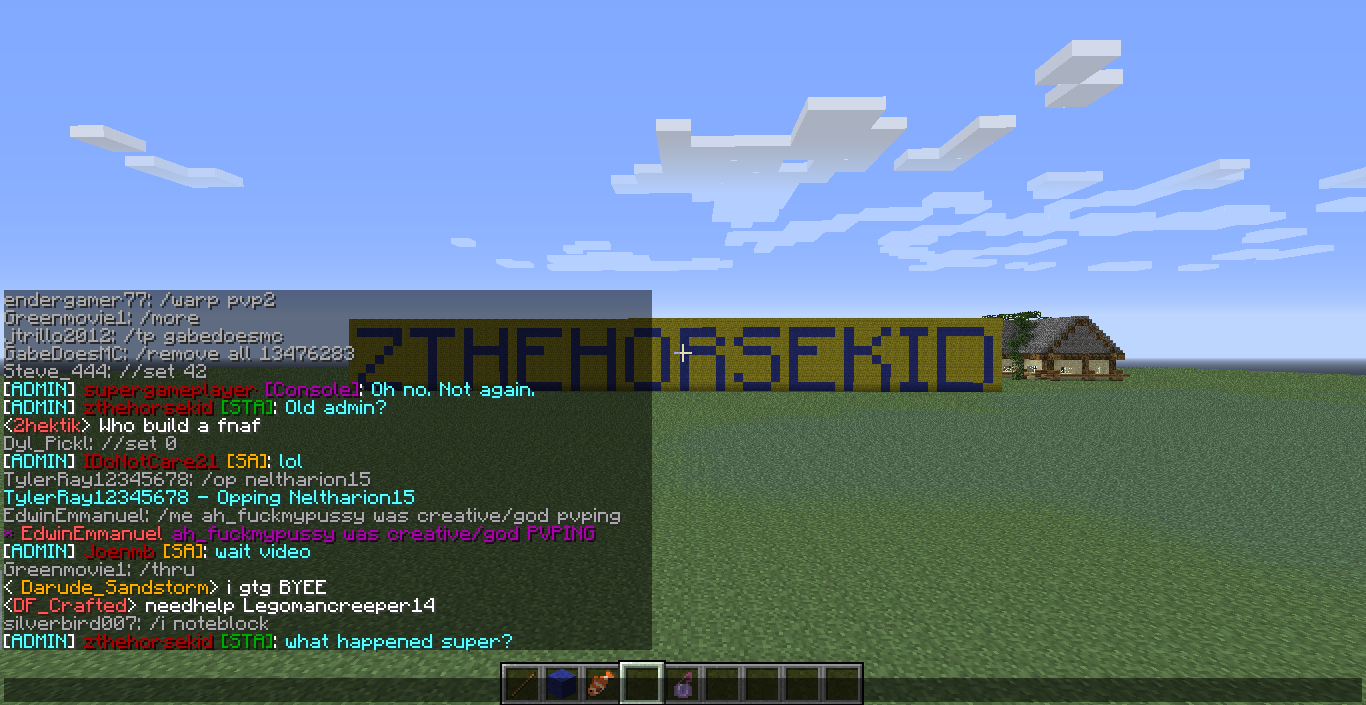 endergamer77: /warp pvp2
Greenmovie1: /more
jtrillo2012: /tp gabedoesmc
GabeDoesMC: /remove all 13476283
Steve_444: //set 42
[ADMIN] supergameplayer [Console]: Oh no. Not again.
[ADMIN] zthehorsekid [STA]: Old admin?
<2hektik> Who build a fnaf
Dyl_Pickl: //set 0
[ADMIN] IDoNotCare21 [SA]: lol
TylerRay12345678: /op neltharion15
TylerRay12345678 - Opping Neltharion15
EdwinEmmanuel: /me ah_fuckmypussy was creative/god pvping
* EdwinEmmanuel ah_fuckmypussy was creative/god PVPING
[ADMIN] Joenmb [SA]: wait video
Greenmovie1: /thru
< Darude_Sandstorm> i gtg BYEE
<DF_Crafted> needhelp Legomancreeper14
silverbird007: /i noteblock
[ADMIN] zthehorsekid [STA]: what happened super?
ZTHEHORSEKID